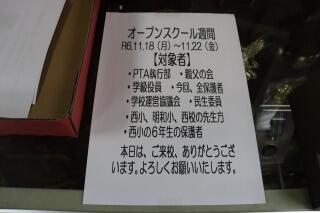 オープンスクール週間
R6.11.18(月)~11.22(金)
【対象者】
・PTA執行部 ・親父の会
・学級役員 ・今回、全保護者
・学校運営協議会 ・民生委員
・西小、明和小、西校の先生方
・西小の6年生の保護者
本日は、ご来校、ありがとうござ
います。よろしくお願いいたします。